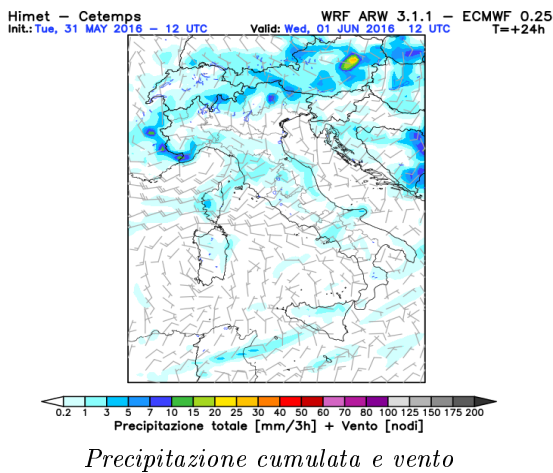 Himet – Cetemps WRF ARW 3.1.1 – ECMWF 0.25
Init.: Tue, 31 MAY 2016 – 12 UTC Valid: Wed, 01 JUN 2016 12 UTC T=+24h
0.2 1 3 5 7 10 15 20 25 30 40 50 60 70 80 100 125 150 175 200
Precipitazione totale [mm/3h] + Vento [nodi]
Precipitazione cumulata e vento